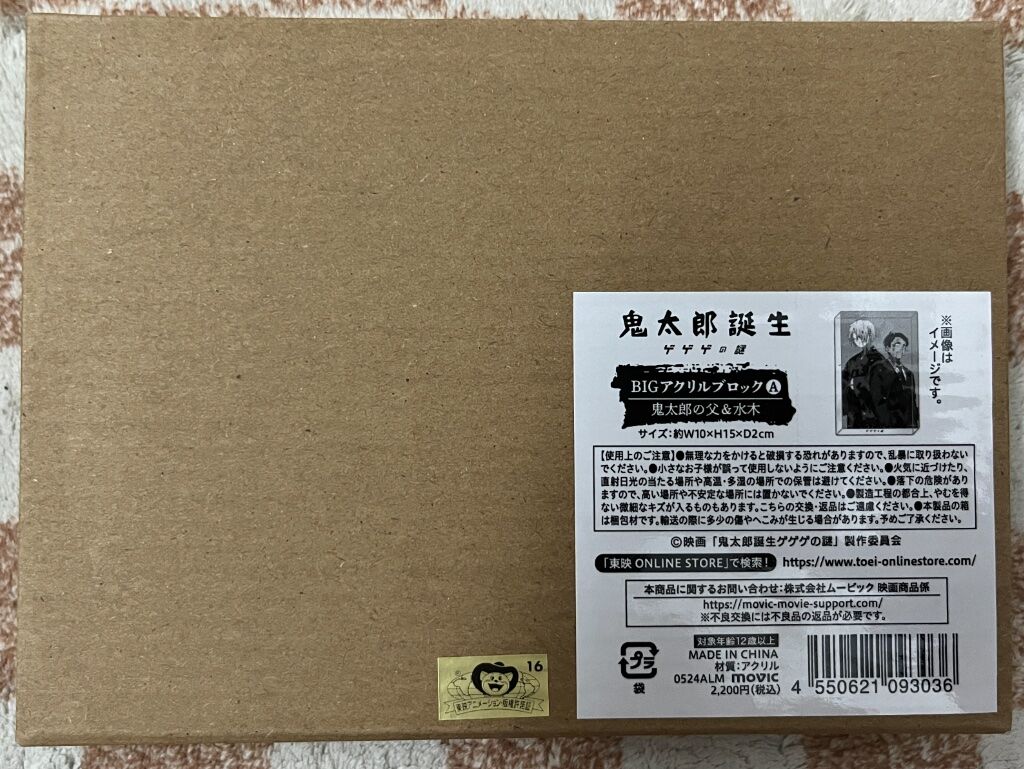 鬼太郎誕生
ゲゲゲの謎
BIGアクリルブロックⒶ
鬼太郎の父&水木
サイズ:約W10×H15×D2cm
※画像は
イメージです。
【使用上のご注意】●無理な力をかけると破損する恐れがありますので、乱暴に取り扱わない
でください。●小さなお子様が誤って使用しないようにご注意ください。●火気に近づけたり、
直射日光の当たる場所や高温・多湿の場所での保管は避けてください。●落下の危険があり
ますので、高い場所や不安定な場所には置かないでください。●製造工程の都合上、やむを得
ない微細なキズが入るものもあります。こちらの交換・返品はご遠慮ください。●本製品の箱
は梱包材です。輸送の際に多少の傷やへこみが生じる場合があります。予めご了承ください。
©映画「鬼太郎誕生ゲゲゲの謎」製作委員会
「東映 ONLINE STORE」で検索! https://www.toei-onlinestore.com/
本商品に関するお問い合わせ:株式会社ムービック 映画商品係
https://movic-movie-support.com/
※不良交換には不良品の返品が必要です。
プラ
袋
対象年齢12歳以上
MADE IN CHINA
材質:アクリル
0524ALM movic
2,200円(税込)
4 550621 093036
16
東映アニメーション・版権許諾証